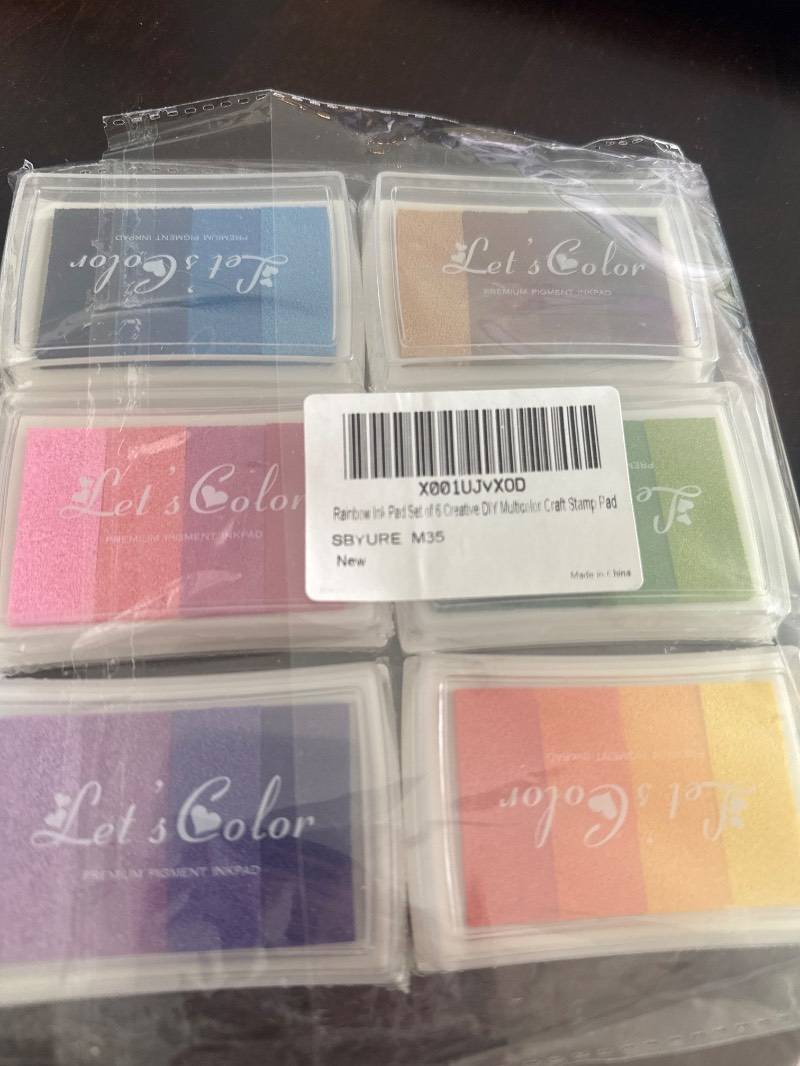 PREMIUM PIGMENT INKPAD
Let's Color
Let's Color
PREMIUM PIGMENT INKPAD
Let's Color
PREMIUM PIGMENT INKPAD
X001UJVXOD
Rainbow Ink Pad Set of 6 Creative DIY Multicolor Craft Stamp Pad
SBYURE M35
New
Made in China
Let's Color
PREMIUM PIGMENT INKPAD
PIGMENT INKPAD
Let's Color